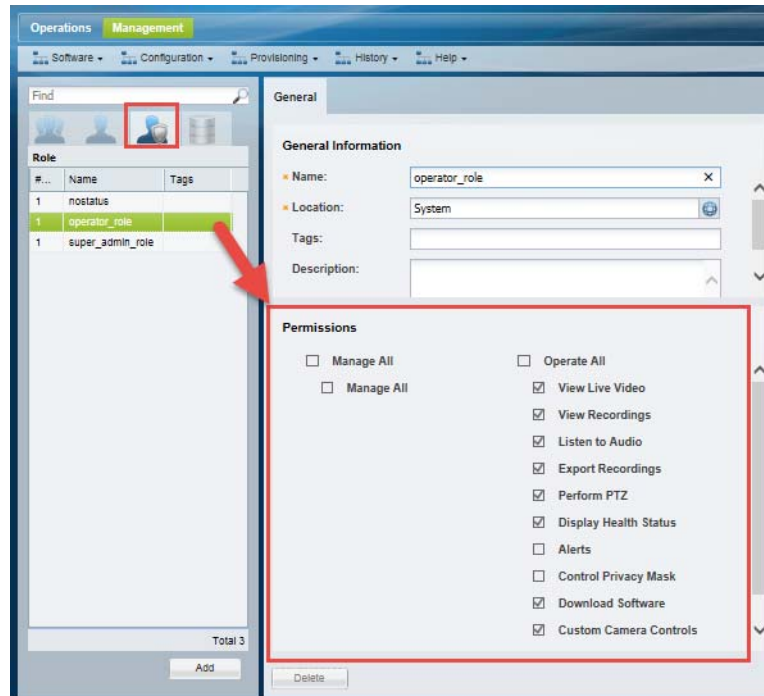 Operations Management
Software Configuration Provisioning History Help
Find
Role
#... Name Tags
1 nostatus
1 operator_role
1 super_admin_role
Total 3
Add
General
General Information
* Name: operator_role
* Location: System
Tags:
Description:
Permissions
Manage All
Manage All
Operate All
View Live Video
View Recordings
Listen to Audio
Export Recordings
Perform PTZ
Display Health Status
Alerts
Control Privacy Mask
Download Software
Custom Camera Controls
Delete